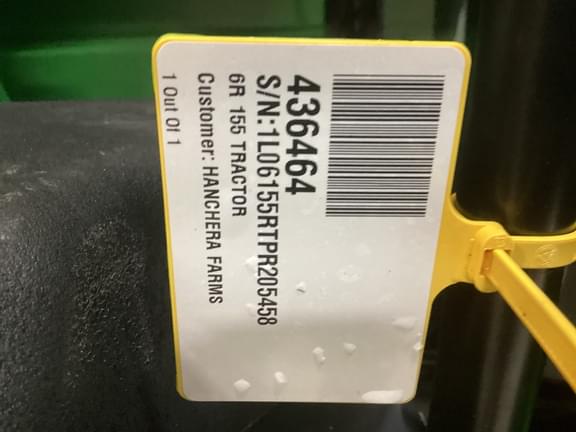 436464
S/N:1L06155RTPR205458
6R 155 TRACTOR
Customer: HANCHERA FARMS
1 Out Of 1